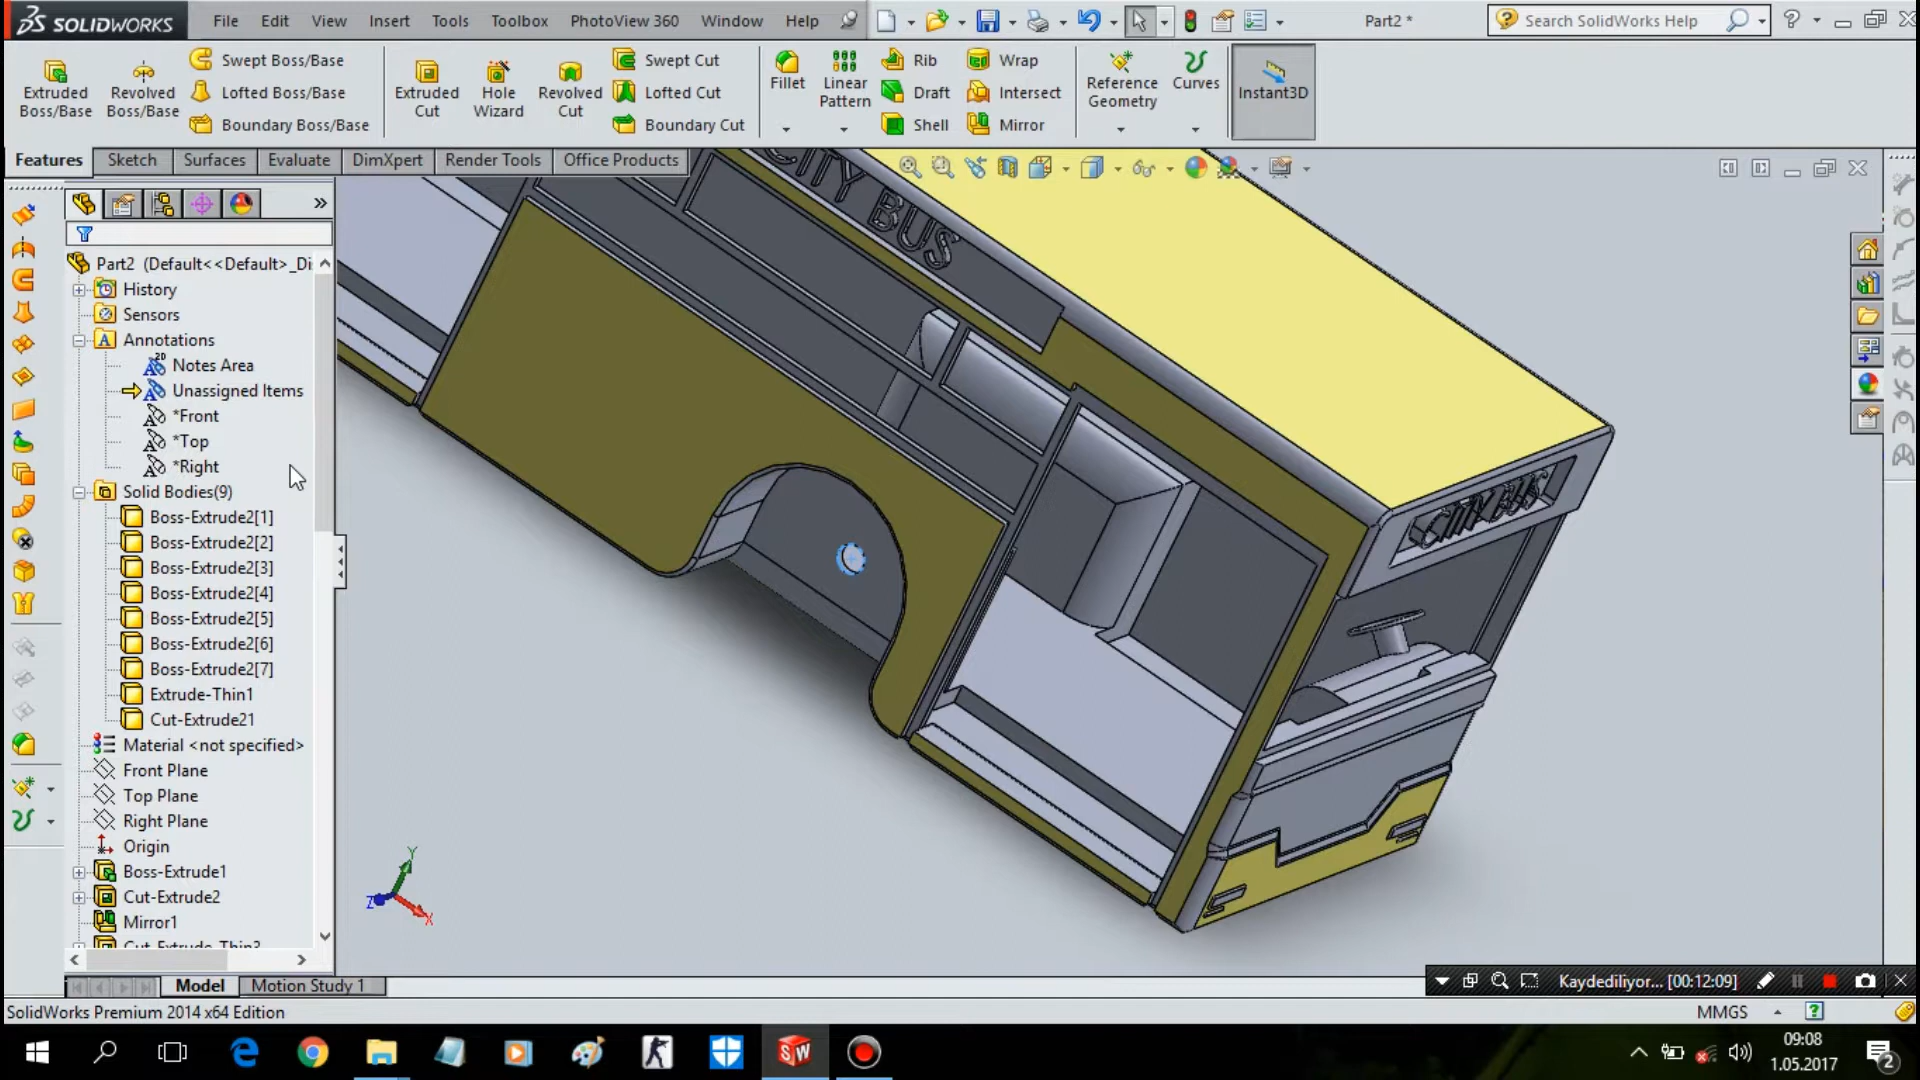 SOLIDWORKS
File Edit View Insert Tools Toolbox PhotoView 360 Window Help
Part2 *
Search SolidWorks Help
Extruded Boss/Base
Revolved Boss/Base
Swept Boss/Base
Lofted Boss/Base
Boundary Boss/Base
Extruded Cut
Hole Wizard
Revolved Cut
Swept Cut
Lofted Cut
Boundary Cut
Fillet
Linear Pattern
Rib
Draft
Shell
Wrap
Intersect
Mirror
Reference Geometry
Curves
Instant3D
Features Sketch Surfaces Evaluate DimXpert Render Tools Office Products
CITY BUS
Part2 (Default<<Default>_Di
History
Sensors
Annotations
Notes Area
Unassigned Items
*Front
*Top
*Right
Solid Bodies(9)
Boss-Extrude2[1]
Boss-Extrude2[2]
Boss-Extrude2[3]
Boss-Extrude2[4]
Boss-Extrude2[5]
Boss-Extrude2[6]
Boss-Extrude2[7]
Extrude-Thin1
Cut-Extrude21
Material <not specified>
Front Plane
Top Plane
Right Plane
Origin
Boss-Extrude1
Cut-Extrude2
Mirror1
Cut-Extrude-Thin3
Y
Z
X
Model Motion Study 1
Kaydediliyor... [00:12:09]
SolidWorks Premium 2014 x64 Edition
MMGS
09:08
1.05.2017
2